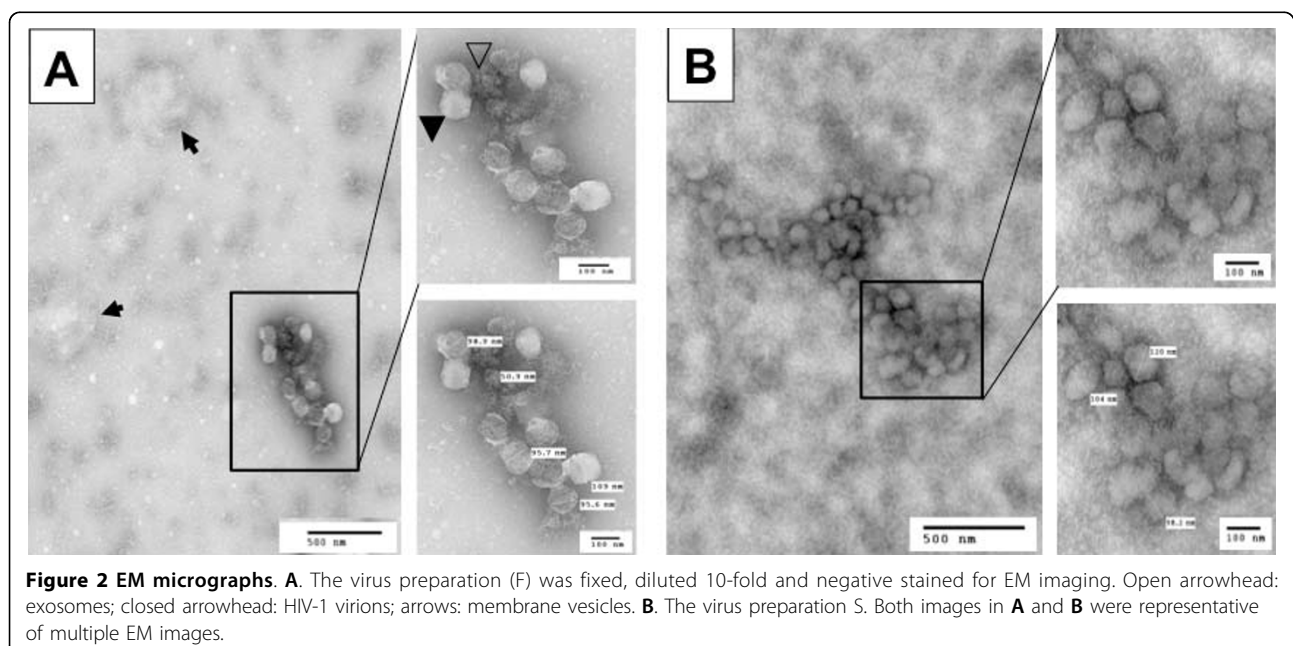 A
B
500 nm
100 nm
98.9 nm
50.9 nm
95.7 nm
109 nm
95.6 nm
100 nm
500 nm
100 nm
120 nm
104 nm
100 nm
Figure 2 EM micrographs. A. The virus preparation (F) was fixed, diluted 10-fold and negative stained for EM imaging. Open arrowhead:
exosomes; closed arrowhead: HIV-1 virions; arrows: membrane vesicles. B. The virus preparation S. Both images in A and B were representative
of multiple EM images.